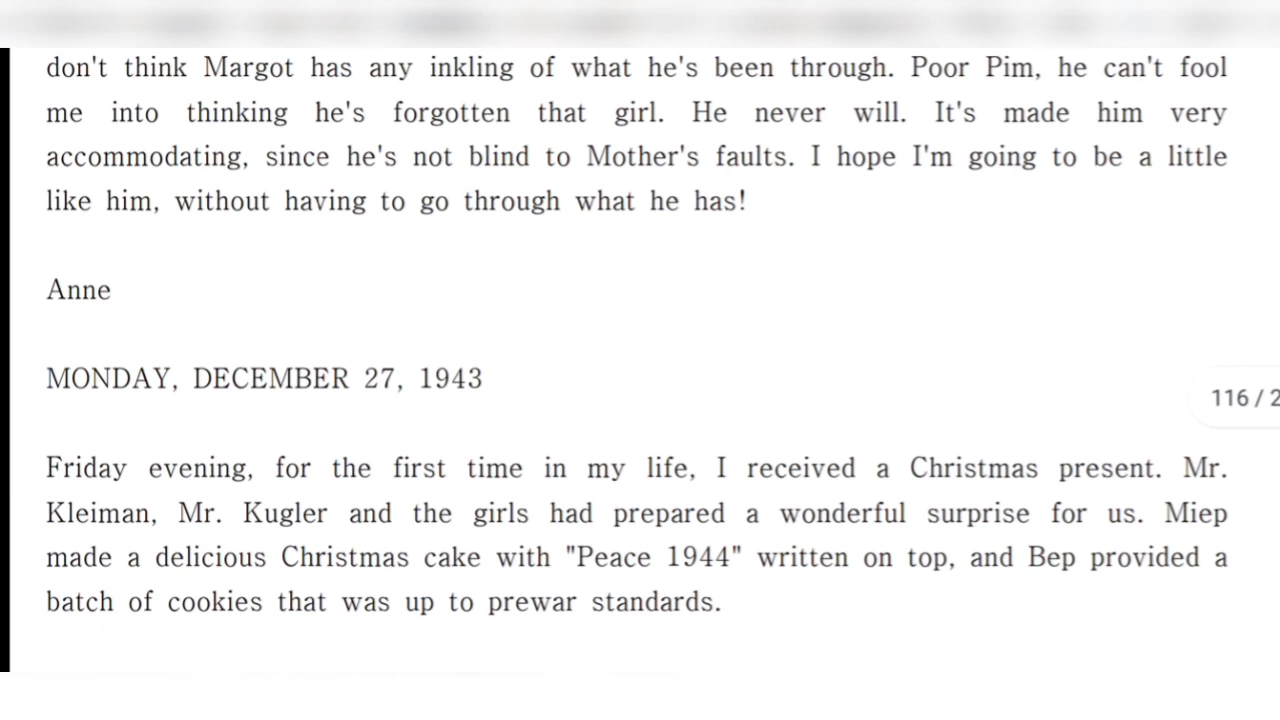 don't think Margot has any inkling of what he's been through. Poor Pim, he can't fool
me into thinking he's forgotten that girl. He never will. It's made him very
accommodating, since he's not blind to Mother's faults. I hope I'm going to be a little
like him, without having to go through what he has!
Anne
MONDAY, DECEMBER 27, 1943
116 / 2
Friday evening, for the first time in my life, I received a Christmas present. Mr.
Kleiman, Mr. Kugler and the girls had prepared a wonderful surprise for us. Miep
made a delicious Christmas cake with "Peace 1944" written on top, and Bep provided a
batch of cookies that was up to prewar standards.